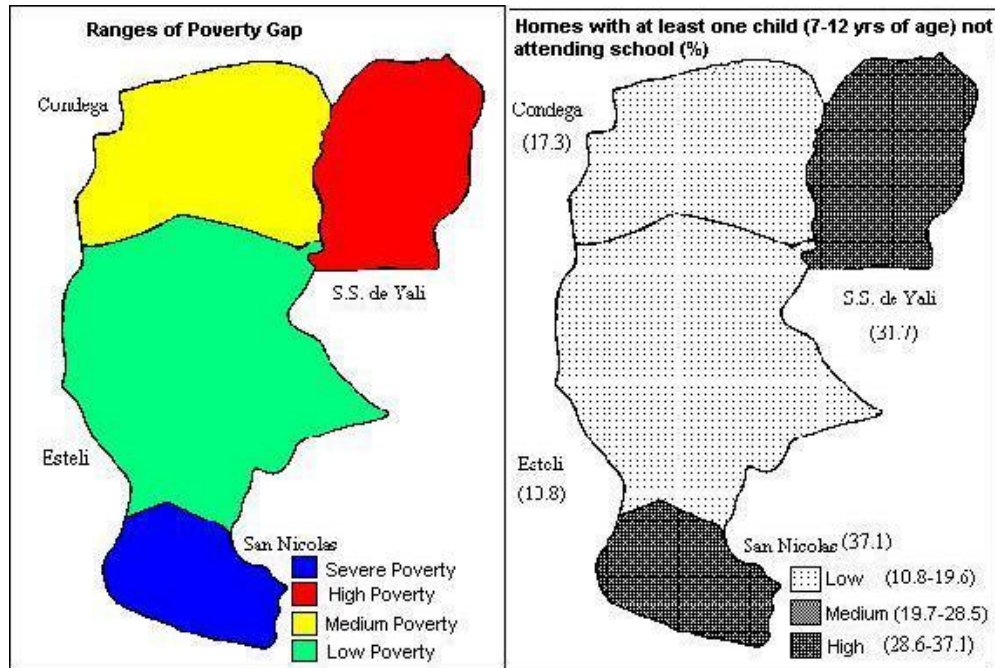 Ranges of Poverty Gap
Condega
S.S. de Yali
Esteli
San Nicolas
Severe Poverty
High Poverty
Medium Poverty
Low Poverty
Homes with at least one child (7-12 yrs of age) not
attending school (%)
Condega
(17.3)
S.S. de Yali
(31.7)
Esteli
San Nicolas (37.1)
Low (10.8-19.6)
Medium (19.7-28.5)
High (28.6-37.1)